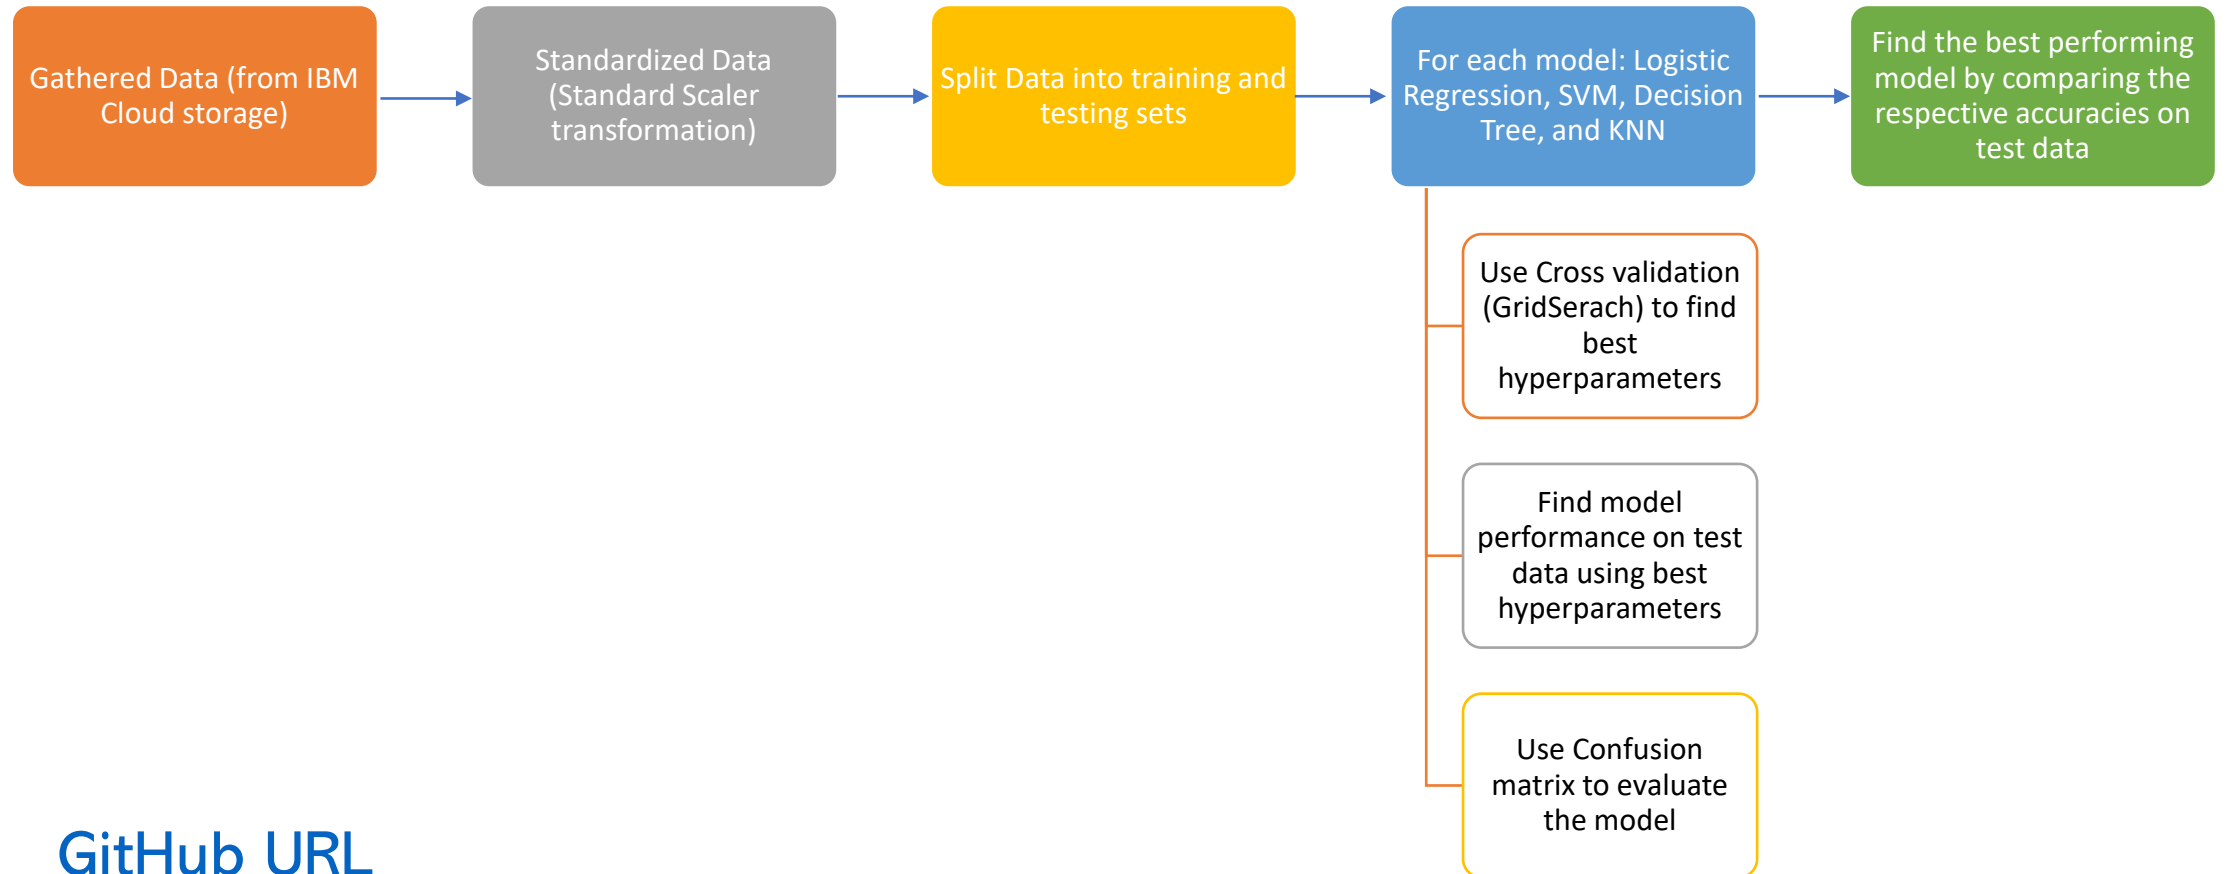 Gathered Data (from IBM
Cloud storage)
Standardized Data
(Standard Scaler
transformation)
Split Data into training and
testing sets
For each model: Logistic
Regression, SVM, Decision
Tree, and KNN
Find the best performing
model by comparing the
respective accuracies on
test data
Use Cross validation
(GridSerach) to find
best
hyperparameters
Find model
performance on test
data using best
hyperparameters
Use Confusion
matrix to evaluate
the model
GitHub URL